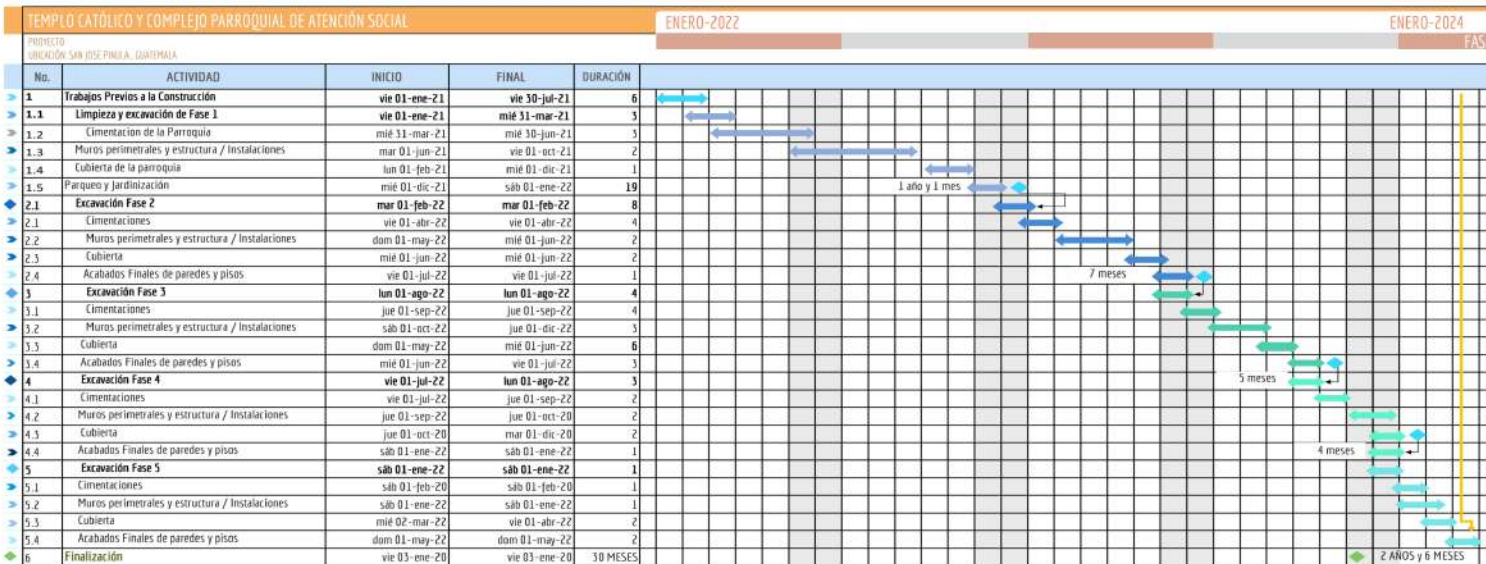 TEMPLO CATÓLICO Y COMPLEJO PARROQUIAL DE ATENCIÓN SOCIAL ENERO-2022 ENERO-2024
PROYECTO FAS
UBICACIÓN: SAN JOSÉ PINULA, GUATEMALA
No. ACTIVIDAD INICIO FINAL DURACIÓN
1 Trabajos Previos a la Construcción vie 01-ene-21 vie 30-jul-21 6
1.1 Limpieza y excavación de Fase 1 vie 01-ene-21 mié 31-mar-21 3
1.2 Cimentacion de la Parroquia mié 31-mar-21 mié 30-jun-21 3
1.3 Muros perimetrales y estructura / Instalaciones mar 01-jun-21 vie 01-oct-21 2
1.4 Cubierta de la parroquia lun 01-feb-21 mié 01-dic-21 1
1.5 Parqueo y Jardinización mié 01-dic-21 sáb 01-ene-22 19 1 año y 1 mes
2.1 Excavación Fase 2 mar 01-feb-22 mar 01-feb-22 8
2.1 Cimentaciones vie 01-abr-22 vie 01-abr-22 4
2.2 Muros perimetrales y estructura / Instalaciones dom 01-may-22 mié 01-jun-22 2
2.3 Cubierta mié 01-jun-22 mié 01-jun-22 2
2.4 Acabados Finales de paredes y pisos vie 01-jul-22 vie 01-jul-22 1 7 meses
3 Excavación Fase 3 lun 01-ago-22 lun 01-ago-22 4
3.1 Cimentaciones jue 01-sep-22 jue 01-sep-22 4
3.2 Muros perimetrales y estructura / Instalaciones sáb 01-oct-22 jue 01-dic-22 3
3.3 Cubierta dom 01-may-22 mié 01-jun-22 6
3.4 Acabados Finales de paredes y pisos mié 01-jun-22 vie 01-jul-22 3
4 Excavación Fase 4 vie 01-jul-22 lun 01-ago-22 3 5 meses
4.1 Cimentaciones vie 01-jul-22 jue 01-sep-22 2
4.2 Muros perimetrales y estructura / Instalaciones jue 01-sep-22 jue 01-oct-20 2
4.3 Cubierta jue 01-oct-20 mar 01-dic-20 2
4.4 Acabados Finales de paredes y pisos sáb 01-ene-22 sáb 01-ene-22 1 4 meses
5 Excavación Fase 5 sáb 01-ene-22 sáb 01-ene-22 1
5.1 Cimentaciones sáb 01-feb-20 sáb 01-feb-20 1
5.2 Muros perimetrales y estructura / Instalaciones sáb 01-ene-22 sáb 01-ene-22 1
5.3 Cubierta mié 02-mar-22 vie 01-abr-22 2
5.4 Acabados Finales de paredes y pisos dom 01-may-22 dom 01-may-22 2
6 Finalización vie 03-ene-20 vie 03-ene-20 30 MESES 2 AÑOS y 6 MESES